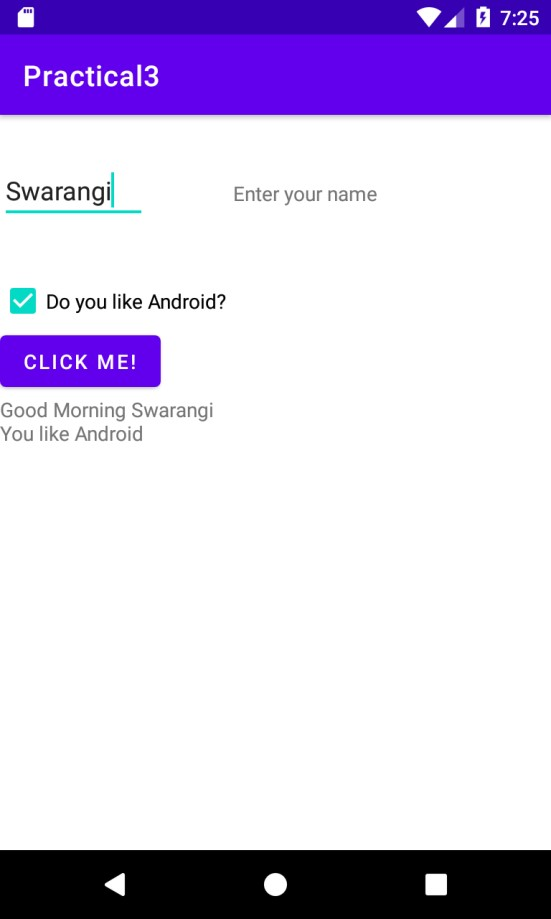 7:25
Practical3
Swarangi
Enter your name
Do you like Android?
CLICK ME!
Good Morning Swarangi
You like Android